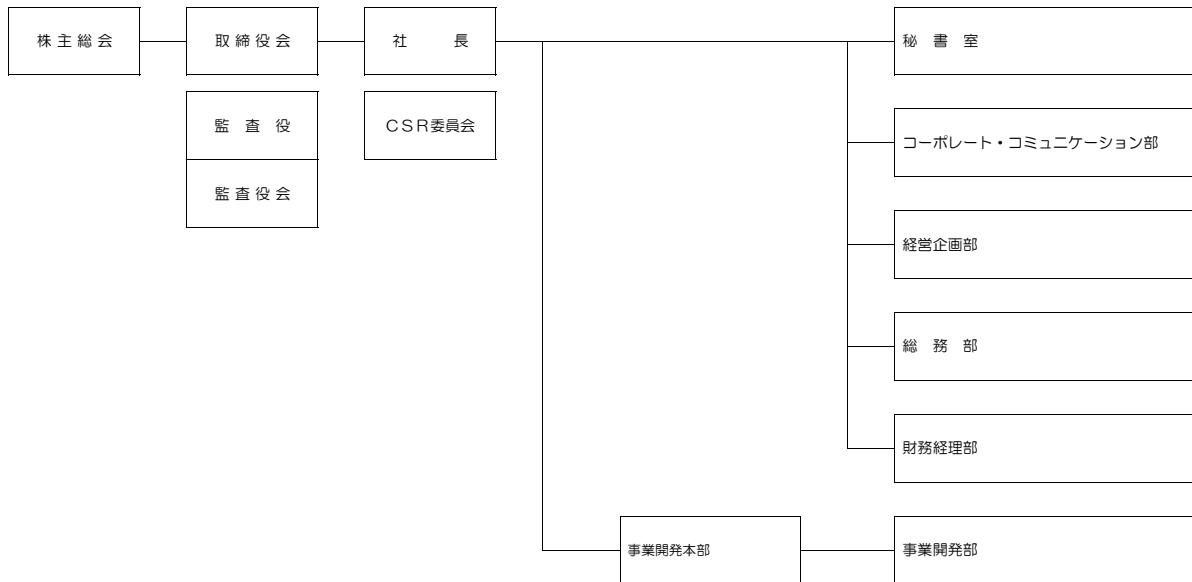 株主総会
取締役会
社　長
秘　書　室
監　査　役
CSR委員会
コーポレート・コミュニケーション部
監査役会
経営企画部
総　務　部
財務経理部
事業開発本部
事業開発部